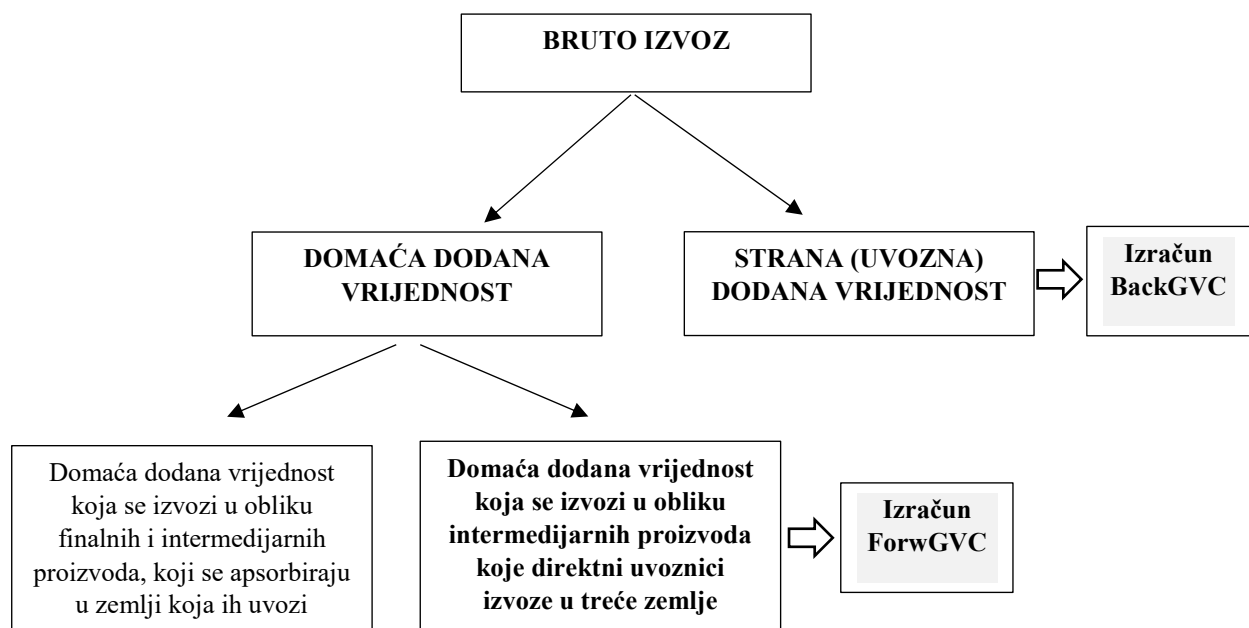 BRUTO IZVOZ
DOMAĆA DODANA
VRIJEDNOST
STRANA (UVOZNA)
DODANA VRIJEDNOST
Izračun
BackGVC
Domaća dodana vrijednost
koja se izvozi u obliku
finalnih i intermedijarnih
proizvoda, koji se apsorbiraju
u zemlji koja ih uvozi
Domaća dodana vrijednost
koja se izvozi u obliku
intermedijarnih proizvoda
koje direktni uvoznici
izvoze u treće zemlje
Izračun
ForwGVC